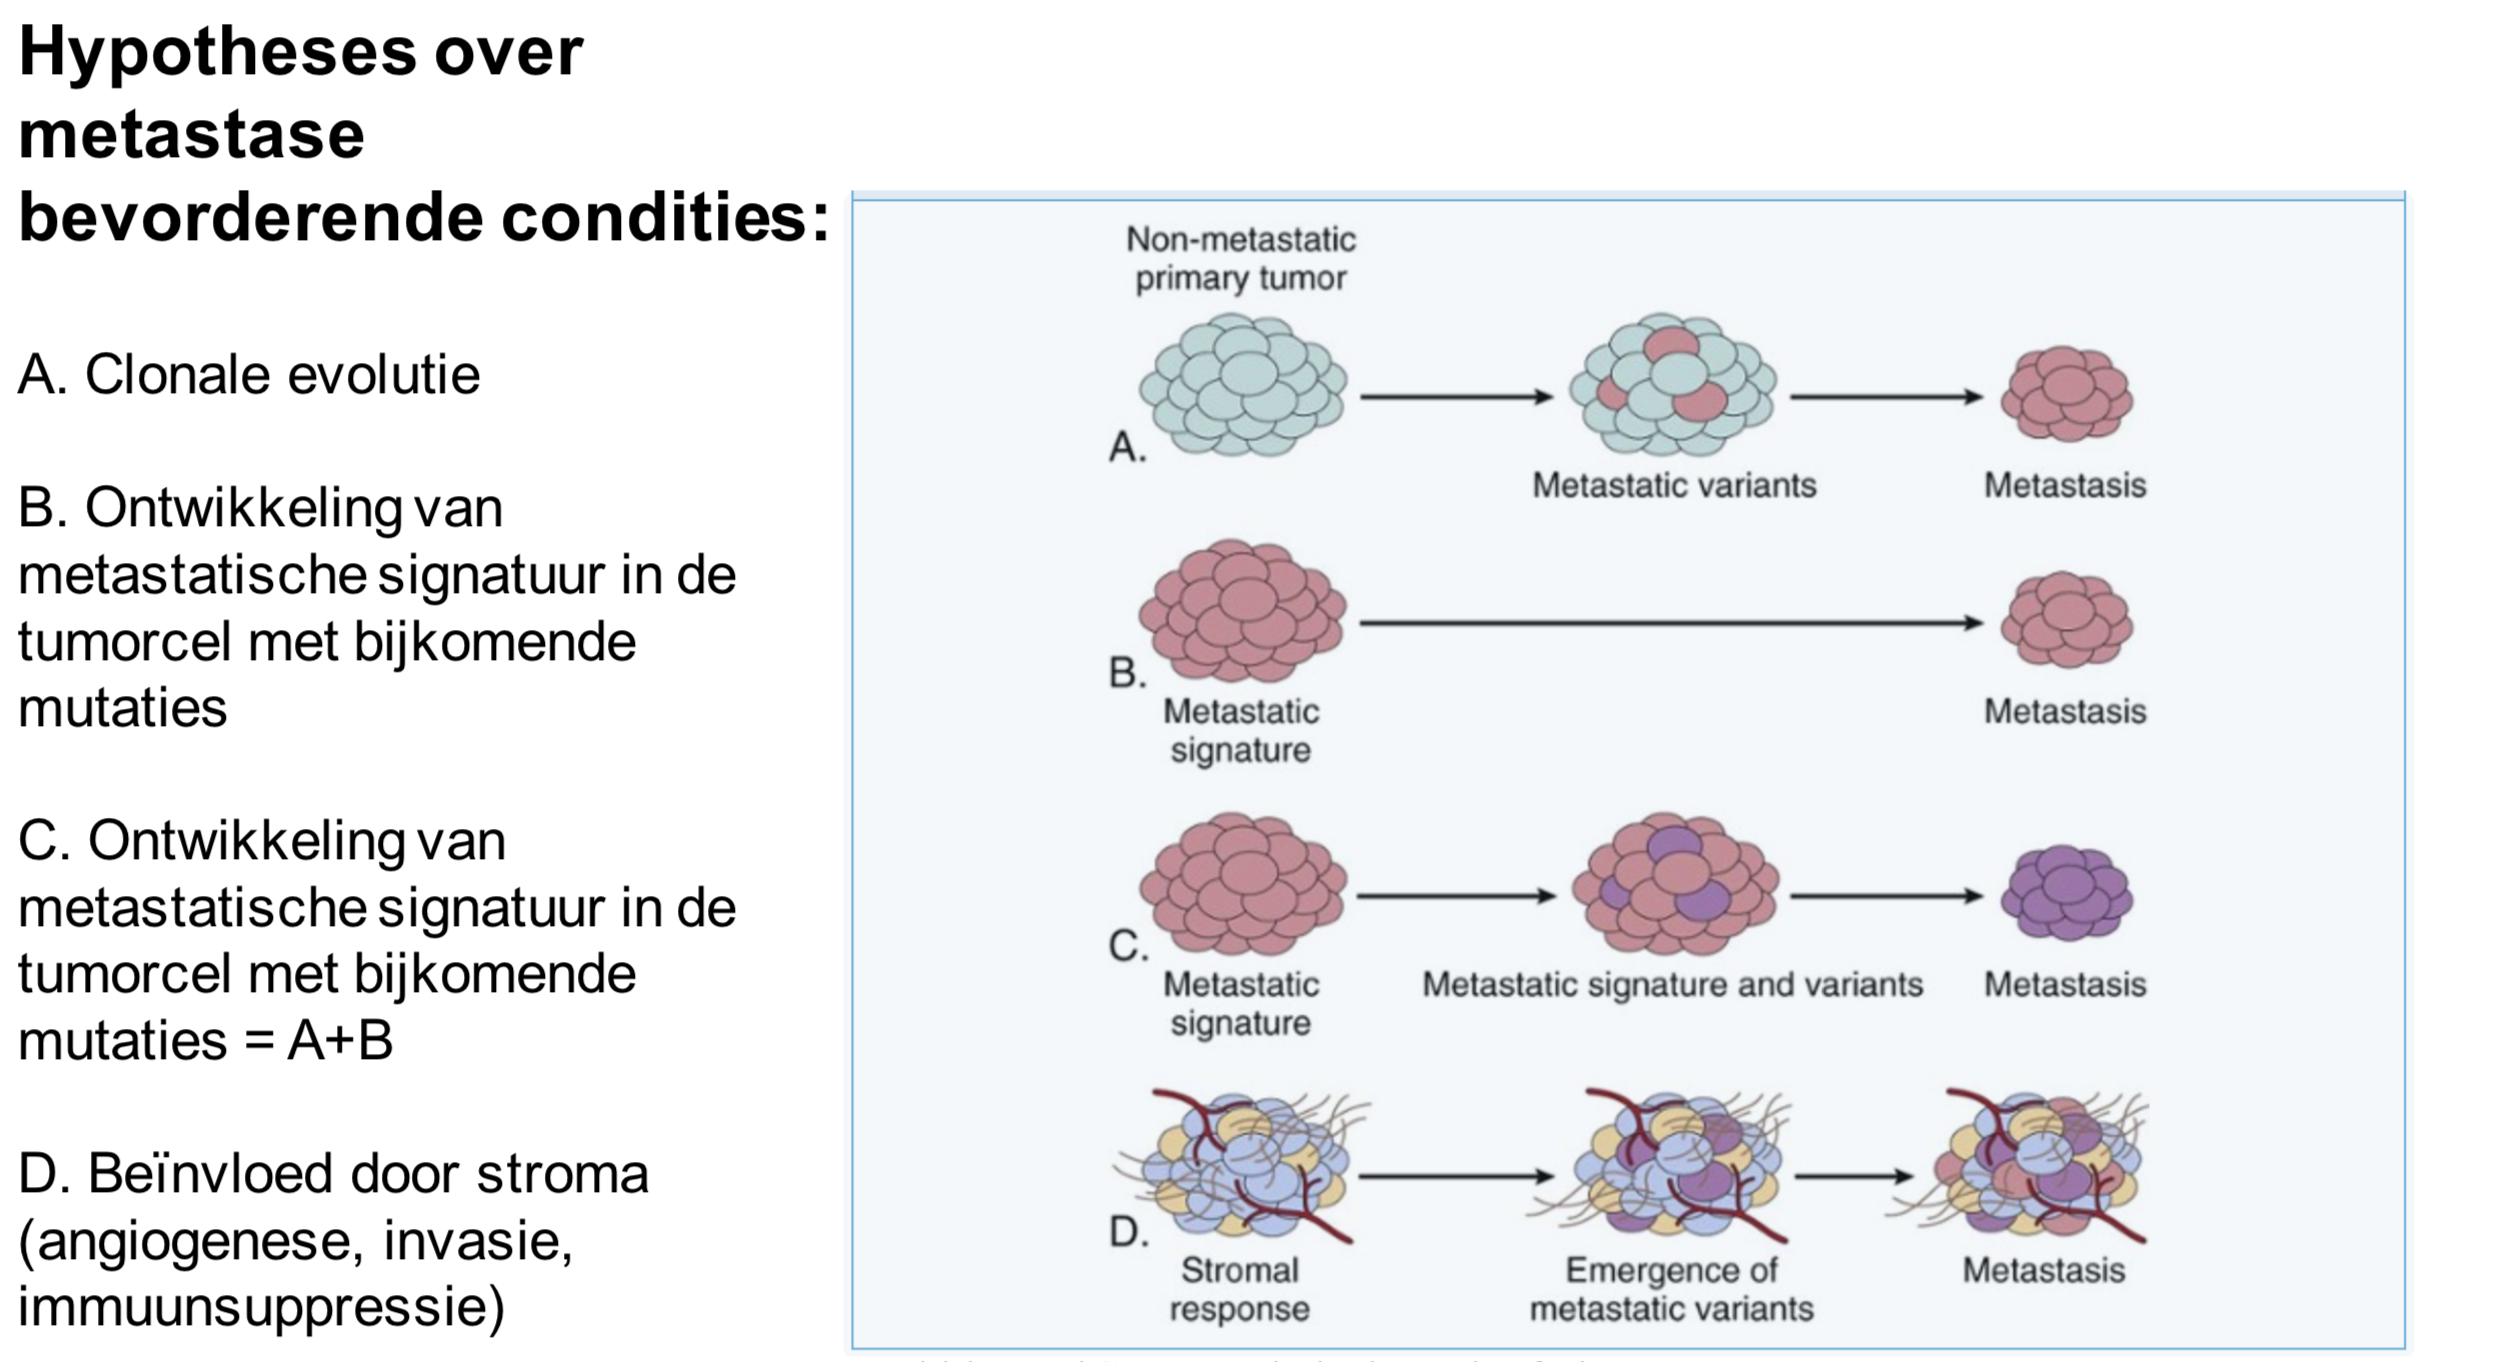 Hypotheses over
metastase
bevorderende condities:
A. Clonale evolutie
B. Ontwikkeling van
metastatische signatuur in de
tumorcel met bijkomende
mutaties
C. Ontwikkeling van
metastatische signatuur in de
tumorcel met bijkomende
mutaties = A+B
D. Beïnvloed door stroma
(angiogenese, invasie,
immuunsuppressie)
Non-metastatic
primary tumor
A.
Metastatic variants
Metastasis
B.
Metastatic
signature
Metastasis
C.
Metastatic
signature
Metastatic signature and variants
Metastasis
D.
Stromal
response
Emergence of
metastatic variants
Metastasis